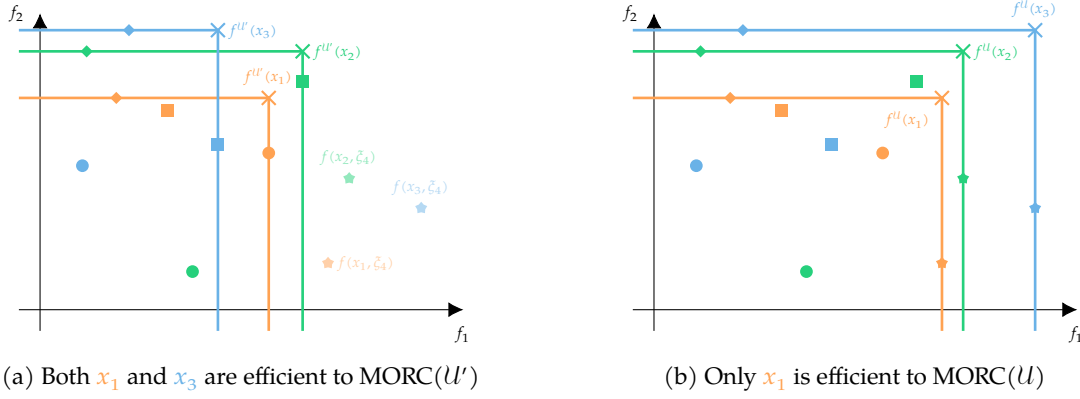 f₂
f^𝒰′(x₃)
f^𝒰′(x₂)
f^𝒰′(x₁)
f(x₂, ξ₄)
f(x₃, ξ₄)
f(x₁, ξ₄)
f₁
(a) Both x₁ and x₃ are efficient to MORC(𝒰′)
f₂
f^𝒰(x₃)
f^𝒰(x₂)
f^𝒰(x₁)
f₁
(b) Only x₁ is efficient to MORC(𝒰)